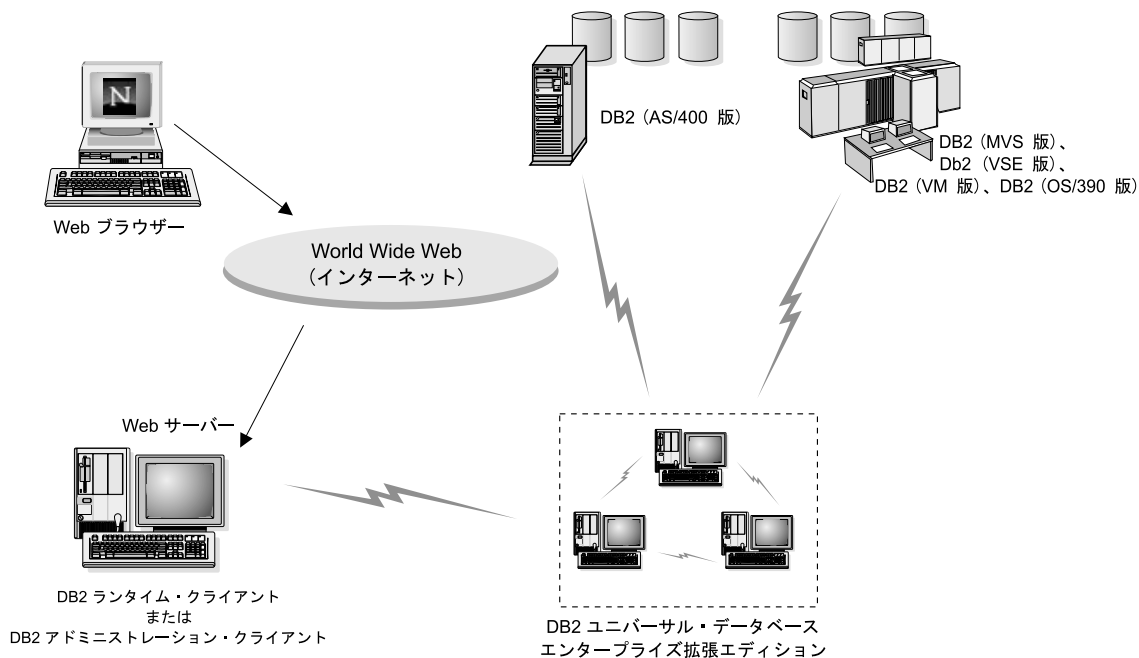 N
DB2 (AS/400 版)
DB2 (MVS 版)、
Db2 (VSE 版)、
DB2 (VM 版)、DB2 (OS/390 版)
Web ブラウザー
World Wide Web
(インターネット)
Web サーバー
DB2 ランタイム・クライアント
または
DB2 アドミニストレーション・クライアント
DB2 ユニバーサル・データベース
エンタープライズ拡張エディション